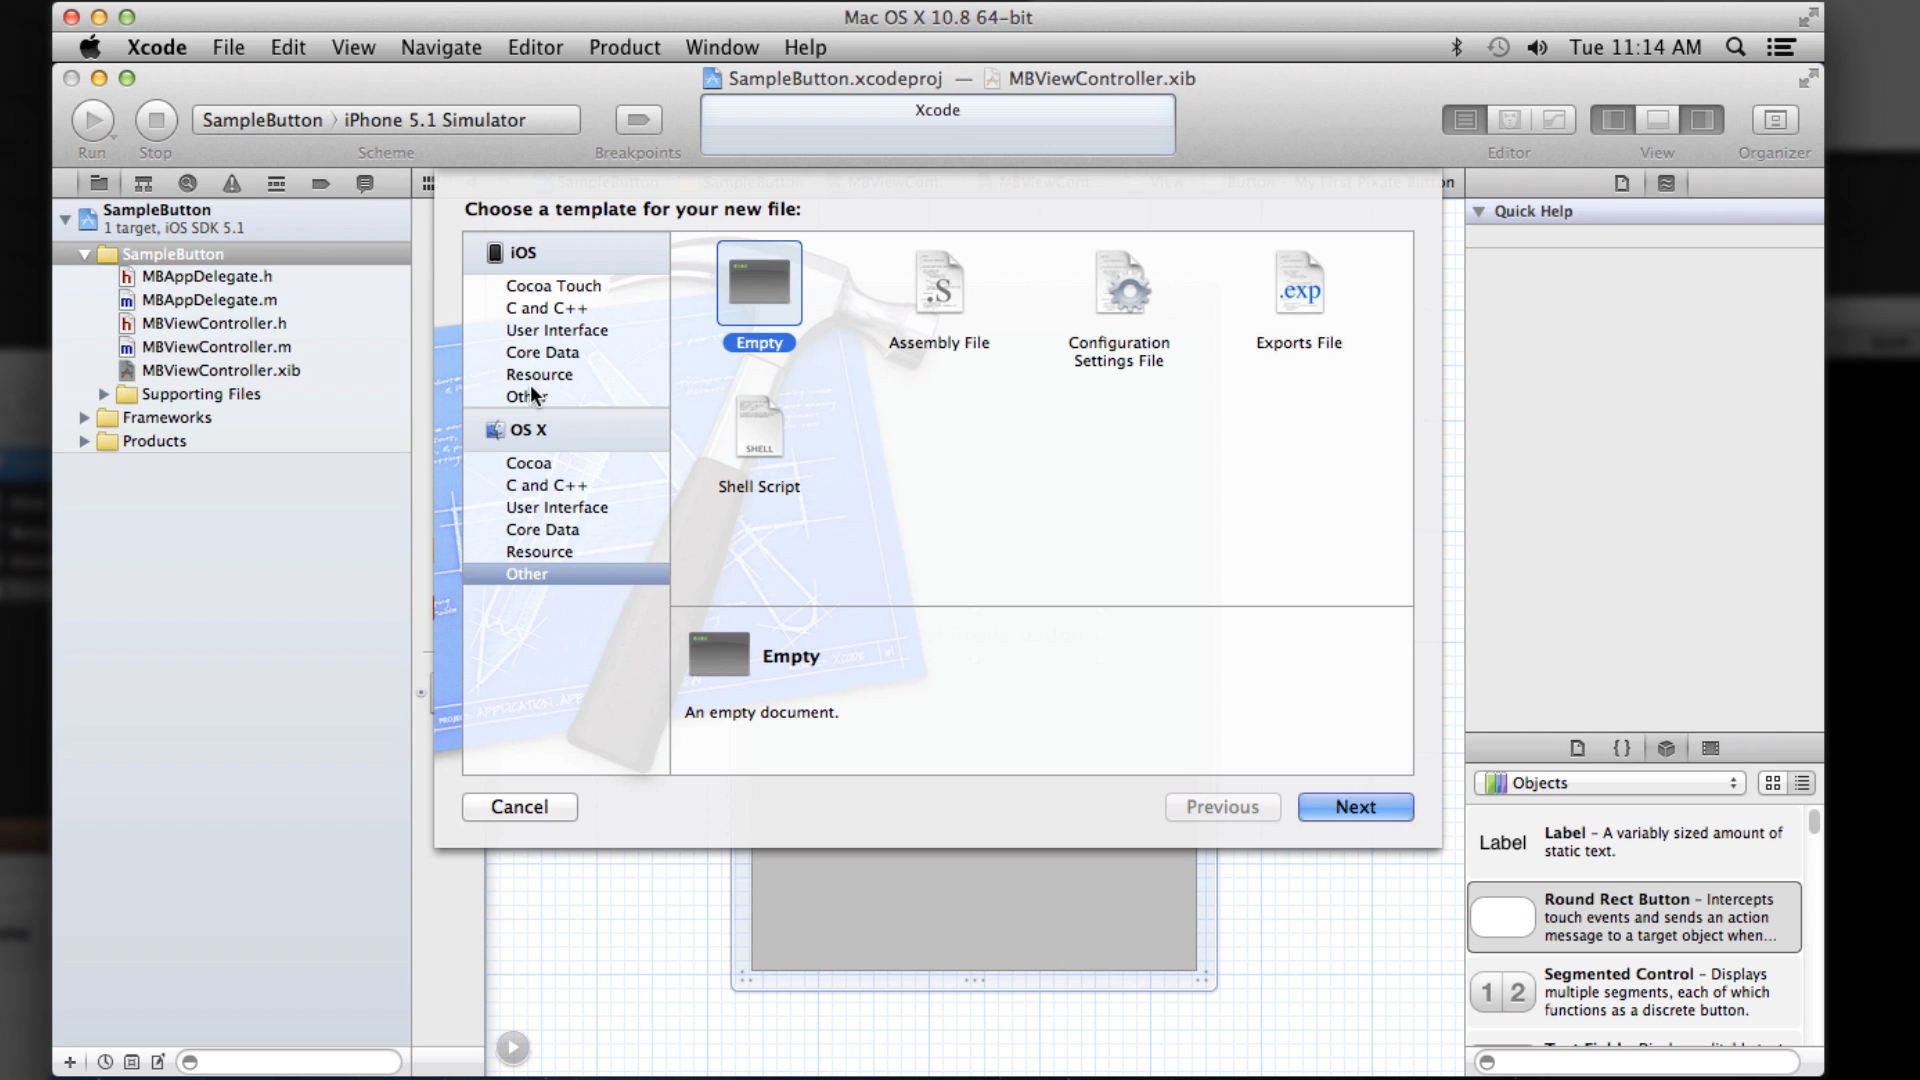 Mac OS X 10.8 64-bit
Xcode File Edit View Navigate Editor Product Window Help
Tue 11:14 AM
SampleButton.xcodeproj — MBViewController.xib
SampleButton 〉 iPhone 5.1 Simulator
Xcode
Run Stop Scheme Breakpoints Editor View Organizer
SampleButton
1 target, iOS SDK 5.1
SampleButton
MBAppDelegate.h
MBAppDelegate.m
MBViewController.h
MBViewController.m
MBViewController.xib
Supporting Files
Frameworks
Products
Choose a template for your new file:
iOS
Cocoa Touch
C and C++
User Interface
Core Data
Resource
Other
OS X
Cocoa
C and C++
User Interface
Core Data
Resource
Other
Empty
.S
Assembly File
Configuration
Settings File
.exp
Exports File
SHELL
Shell Script
Empty
An empty document.
Cancel
Previous
Next
Quick Help
Objects
Label
Label – A variably sized amount of
static text.
Round Rect Button – Intercepts
touch events and sends an action
message to a target object when...
1 2
Segmented Control – Displays
multiple segments, each of which
functions as a discrete button.